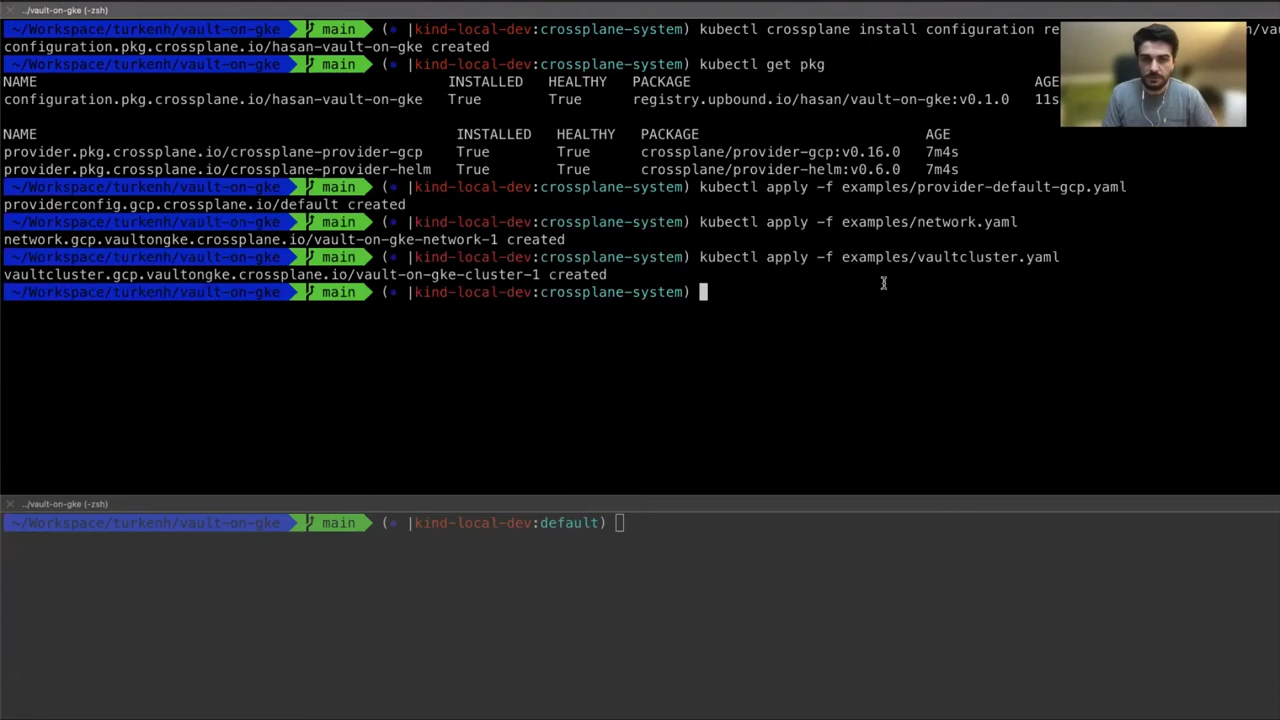 ../vault-on-gke (-zsh)
~/Workspace/turkenh/vault-on-gke main (* |kind-local-dev:crossplane-system) kubectl crossplane install configuration re
configuration.pkg.crossplane.io/hasan-vault-on-gke created
~/Workspace/turkenh/vault-on-gke main (* |kind-local-dev:crossplane-system) kubectl get pkg
NAME INSTALLED HEALTHY PACKAGE AGE
configuration.pkg.crossplane.io/hasan-vault-on-gke True True registry.upbound.io/hasan/vault-on-gke:v0.1.0 11s
NAME INSTALLED HEALTHY PACKAGE AGE
provider.pkg.crossplane.io/crossplane-provider-gcp True True crossplane/provider-gcp:v0.16.0 7m4s
provider.pkg.crossplane.io/crossplane-provider-helm True True crossplane/provider-helm:v0.6.0 7m4s
~/Workspace/turkenh/vault-on-gke main (* |kind-local-dev:crossplane-system) kubectl apply -f examples/provider-default-gcp.yaml
providerconfig.gcp.crossplane.io/default created
~/Workspace/turkenh/vault-on-gke main (* |kind-local-dev:crossplane-system) kubectl apply -f examples/network.yaml
network.gcp.vaultongke.crossplane.io/vault-on-gke-network-1 created
~/Workspace/turkenh/vault-on-gke main (* |kind-local-dev:crossplane-system) kubectl apply -f examples/vaultcluster.yaml
vaultcluster.gcp.vaultongke.crossplane.io/vault-on-gke-cluster-1 created
~/Workspace/turkenh/vault-on-gke main (* |kind-local-dev:crossplane-system)
../vault-on-gke (-zsh)
~/Workspace/turkenh/vault-on-gke main (* |kind-local-dev:default)